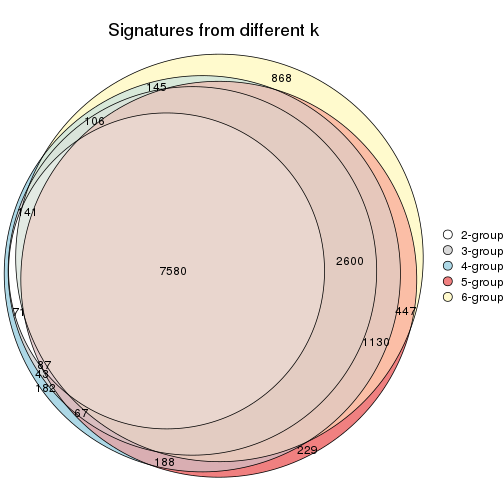 Signatures from different k
868
145
106
141
7580
2600
447
1130
71
87
43
182
67
188
229
2-group
3-group
4-group
5-group
6-group